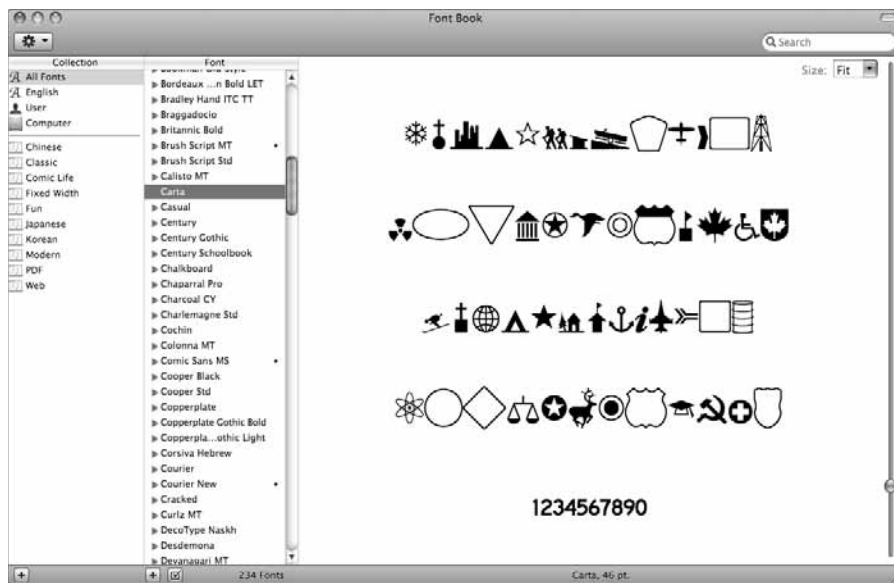 Font Book
Search
Collection
All Fonts
English
User
Computer
Chinese
Classic
Comic Life
Fixed Width
Fun
Japanese
Korean
Modern
PDF
Web
Font
Bookman Old Style
Bordeaux ...n Bold LET
Bradley Hand ITC TT
Braggadocio
Britannic Bold
Brush Script MT
Brush Script Std
Calisto MT
Carta
Casual
Century
Century Gothic
Century Schoolbook
Chalkboard
Chaparral Pro
Charcoal CY
Charlemagne Std
Cochin
Colonna MT
Comic Sans MS
Cooper Black
Cooper Std
Copperplate
Copperplate Gothic Bold
Copperpla...othic Light
Corsiva Hebrew
Courier
Courier New
Cracked
Curlz MT
DecoType Naskh
Desdemona
Devanagari MT
Size: Fit
1234567890
234 Fonts
Carta, 46 pt.